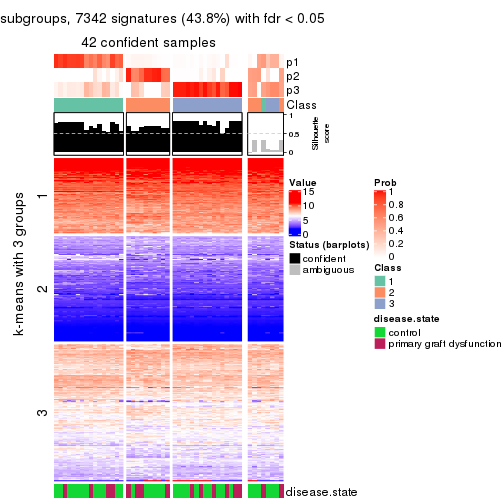 subgroups, 7342 signatures (43.8%) with fdr < 0.05
42 confident samples
p1
p2
p3
Class
1
0.5
0
Silhouette
score
k-means with 3 groups
1
2
3
Value
15
10
5
0
Status (barplots)
confident
ambiguous
Prob
1
0.8
0.6
0.4
0.2
0
Class
1
2
3
disease.state
control
primary graft dysfunction
disease.state